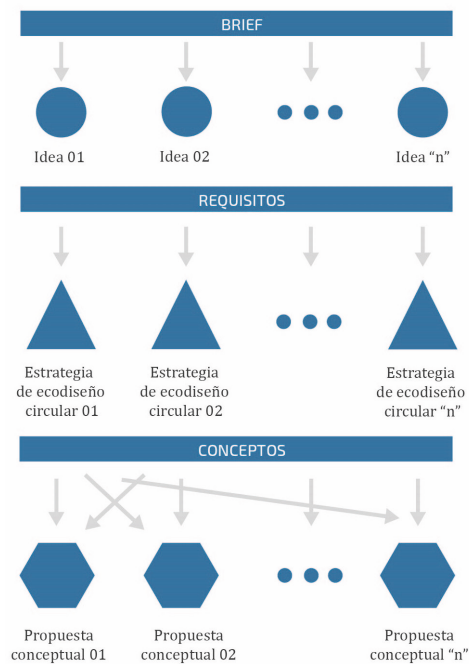 BRIEF
Idea 01
Idea 02
Idea “n”
REQUISITOS
Estrategia
de ecodiseño
circular 01
Estrategia
de ecodiseño
circular 02
Estrategia
de ecodiseño
circular “n”
CONCEPTOS
Propuesta
conceptual 01
Propuesta
conceptual 02
Propuesta
conceptual “n”